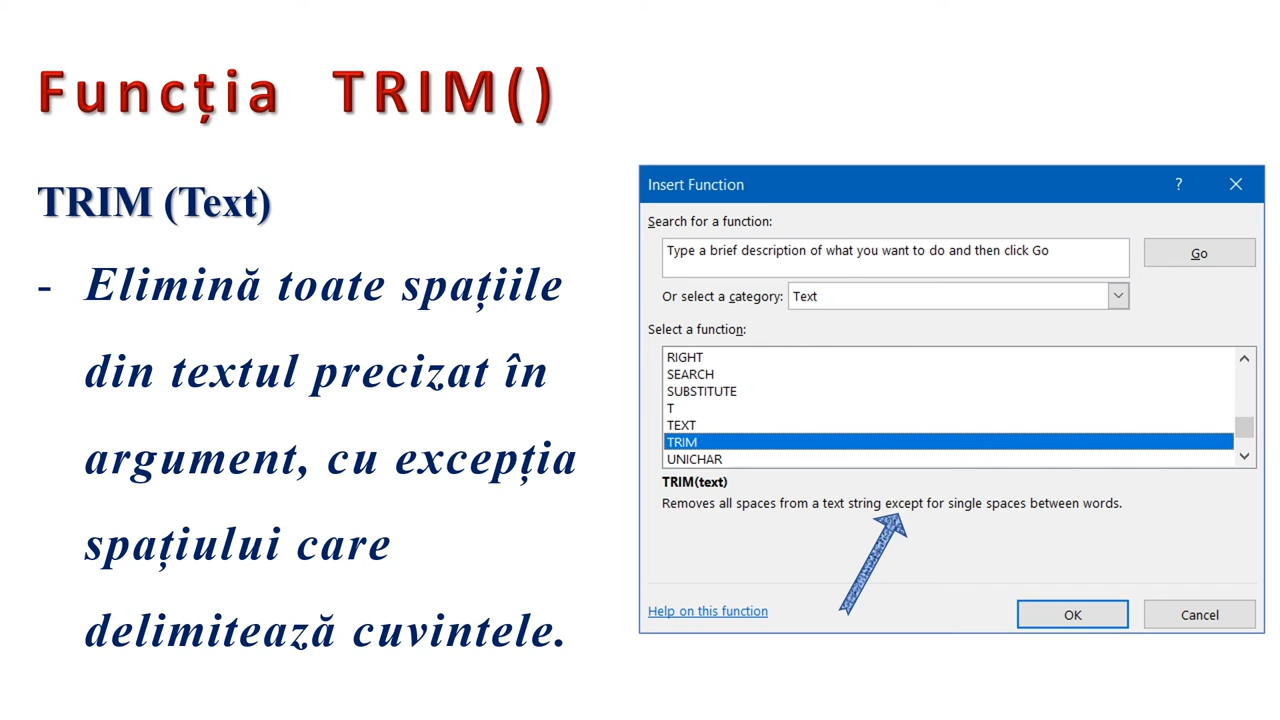 Funcția TRIM()
TRIM (Text)
- Elimină toate spațiile
din textul precizat în
argument, cu excepția
spațiului care
delimitează cuvintele.
Insert Function ?
Search for a function:
Type a brief description of what you want to do and then click Go
Go
Or select a category: Text
Select a function:
RIGHT
SEARCH
SUBSTITUTE
T
TEXT
TRIM
UNICHAR
TRIM(text)
Removes all spaces from a text string except for single spaces between words.
Help on this function
OK
Cancel